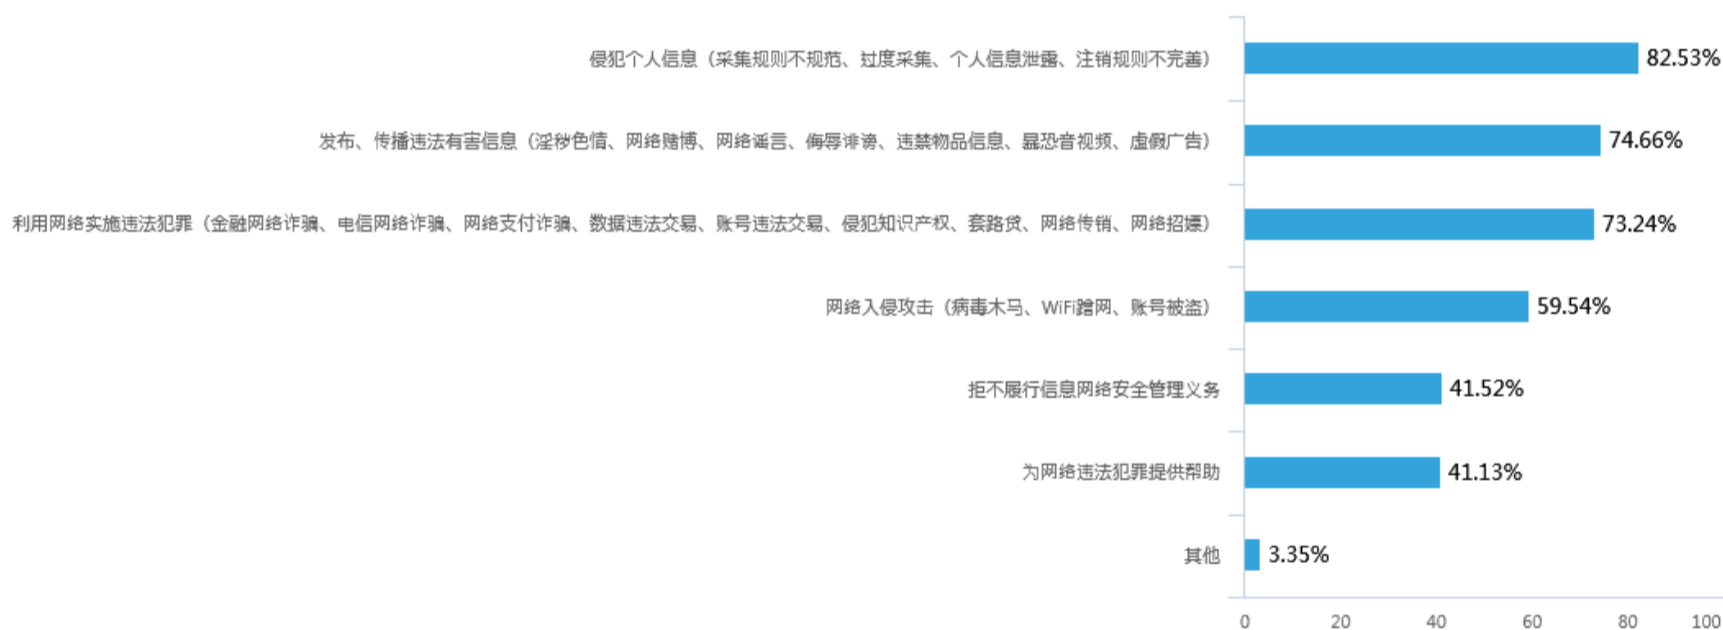 侵犯个人信息（采集规则不规范、过度采集、个人信息泄露、注销规则不完善） 82.53%
发布、传播违法有害信息（淫秽色情、网络赌博、网络谣言、侮辱诽谤、违禁物品信息、暴恐音视频、虚假广告） 74.66%
利用网络实施违法犯罪（金融网络诈骗、电信网络诈骗、网络支付诈骗、数据违法交易、账号违法交易、侵犯知识产权、套路贷、网络传销、网络招嫖） 73.24%
网络入侵攻击（病毒木马、WiFi蹭网、账号被盗） 59.54%
拒不履行信息网络安全管理义务 41.52%
为网络违法犯罪提供帮助 41.13%
其他 3.35%
0 20 40 60 80 100